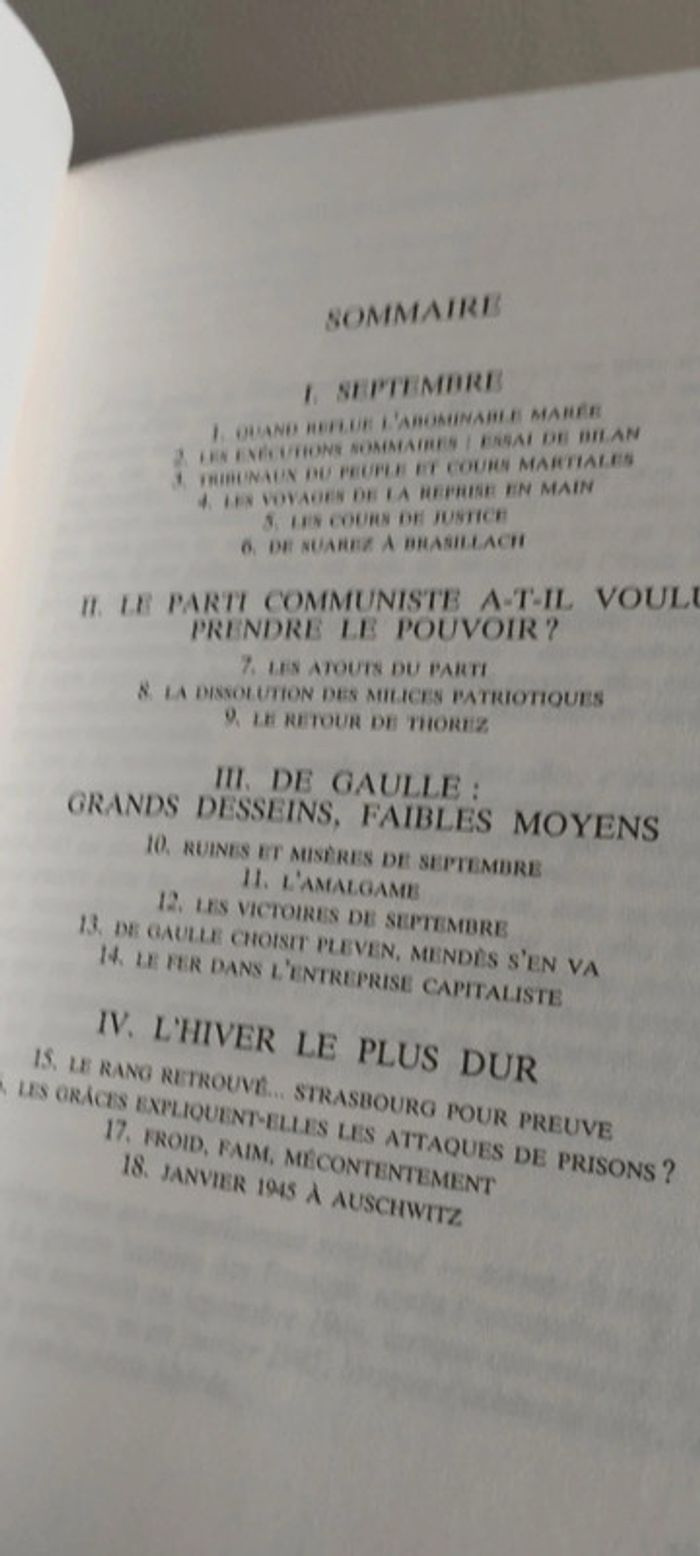 SOMMAIRE
I. SEPTEMBRE
1. QUAND REFLUE L'ABOMINABLE MARÉE
2. LES EXÉCUTIONS SOMMAIRES : ESSAI DE BILAN
3. TRIBUNAUX DU PEUPLE ET COURS MARTIALES
4. LES VOYAGES DE LA REPRISE EN MAIN
5. LES COURS DE JUSTICE
6. DE SUAREZ À BRASILLACH
II. LE PARTI COMMUNISTE A-T-IL VOULU
PRENDRE LE POUVOIR ?
7. LES ATOUTS DU PARTI
8. LA DISSOLUTION DES MILICES PATRIOTIQUES
9. LE RETOUR DE THOREZ
III. DE GAULLE :
GRANDS DESSEINS, FAIBLES MOYENS
10. RUINES ET MISÈRES DE SEPTEMBRE
11. L'AMALGAME
12. LES VICTOIRES DE SEPTEMBRE
13. DE GAULLE CHOISIT PLEVEN, MENDÈS S'EN VA
14. LE FER DANS L'ENTREPRISE CAPITALISTE
IV. L'HIVER LE PLUS DUR
15. LE RANG RETROUVÉ... STRASBOURG POUR PREUVE
LES GRÂCES EXPLIQUENT-ELLES LES ATTAQUES DE PRISONS ?
17. FROID, FAIM, MÉCONTENTEMENT
18. JANVIER 1945 À AUSCHWITZ